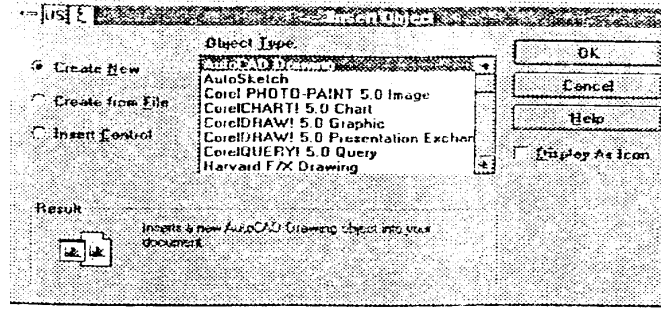 Insert Object
Object Type:
Create New
Create from File
Insert Control
AutoCAD Drawing
AutoSketch
Corel PHOTO-PAINT 5.0 Image
CorelCHART! 5.0 Chart
CorelDRAW! 5.0 Graphic
CorelDRAW! 5.0 Presentation Exchan
CorelQUERY! 5.0 Query
Harvard F/X Drawing
OK
Cancel
Help
Display As Icon
Result
Inserts a new AutoCAD Drawing object into your
document.